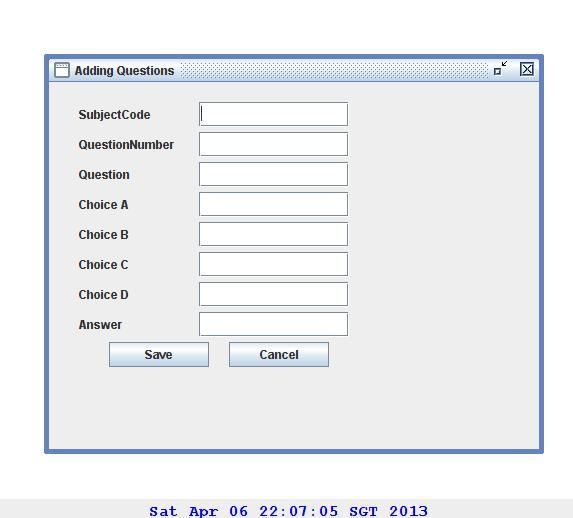 Adding Questions
SubjectCode
QuestionNumber
Question
Choice A
Choice B
Choice C
Choice D
Answer
Save Cancel
Sat Apr 06 22:07:05 SGT 2013